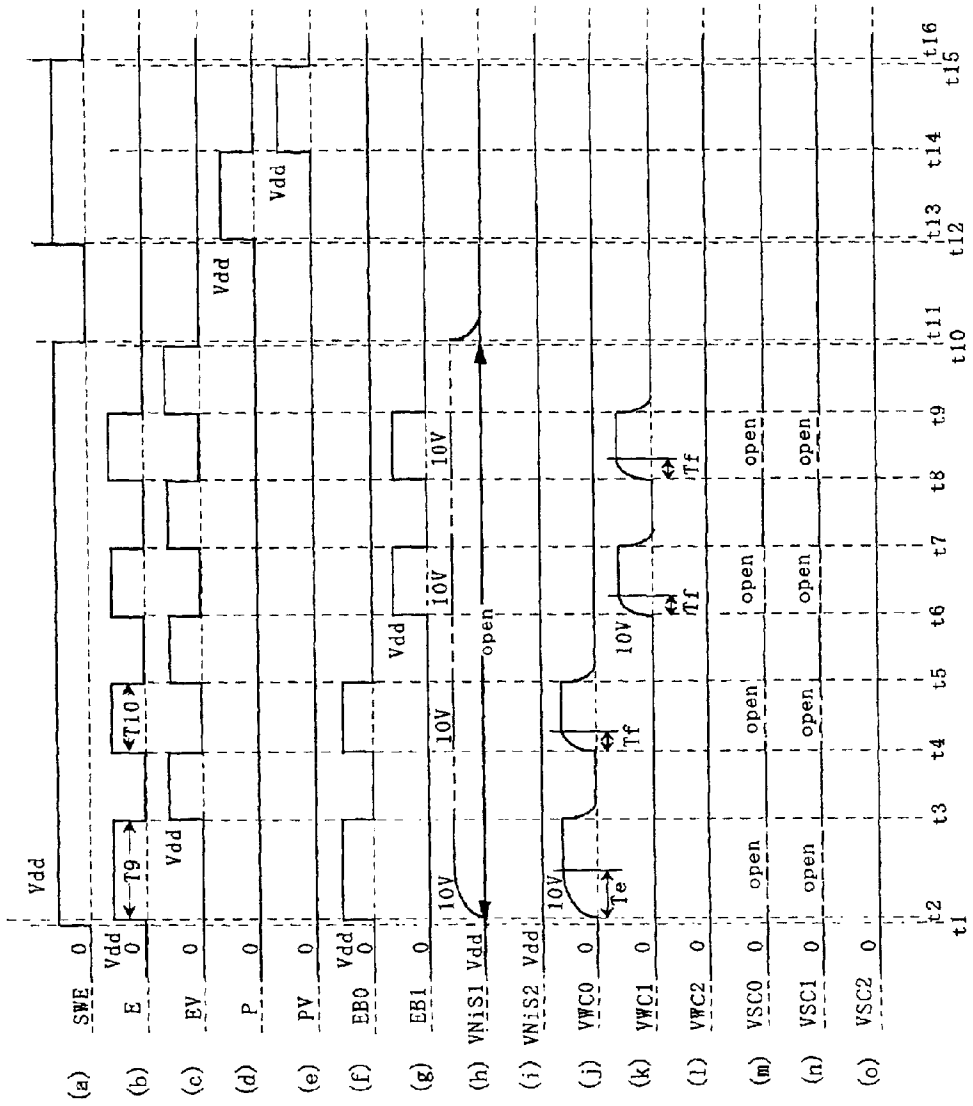 Vdd
(a) SWE 0
Vdd T9 T10
(b) E 0
Vdd
(c) EV 0
Vdd
(d) P 0
Vdd
(e) PV 0
Vdd
(f) EB0 0
Vdd
(g) EB1 0
10V 10V 10V 10V
(h) VNiS1 Vdd open
(i) VNiS2 Vdd
10V
(j) VWC0 0
Te Tf
10V
(k) VWC1 0
Tf Tf
(l) VWC2 0
(m) VSC0 0 open open open open
(n) VSC1 0 open open open open
(o) VSC2 0
t1 t2 t3 t4 t5 t6 t7 t8 t9 t10 t11 t12 t13 t14 t15 t16